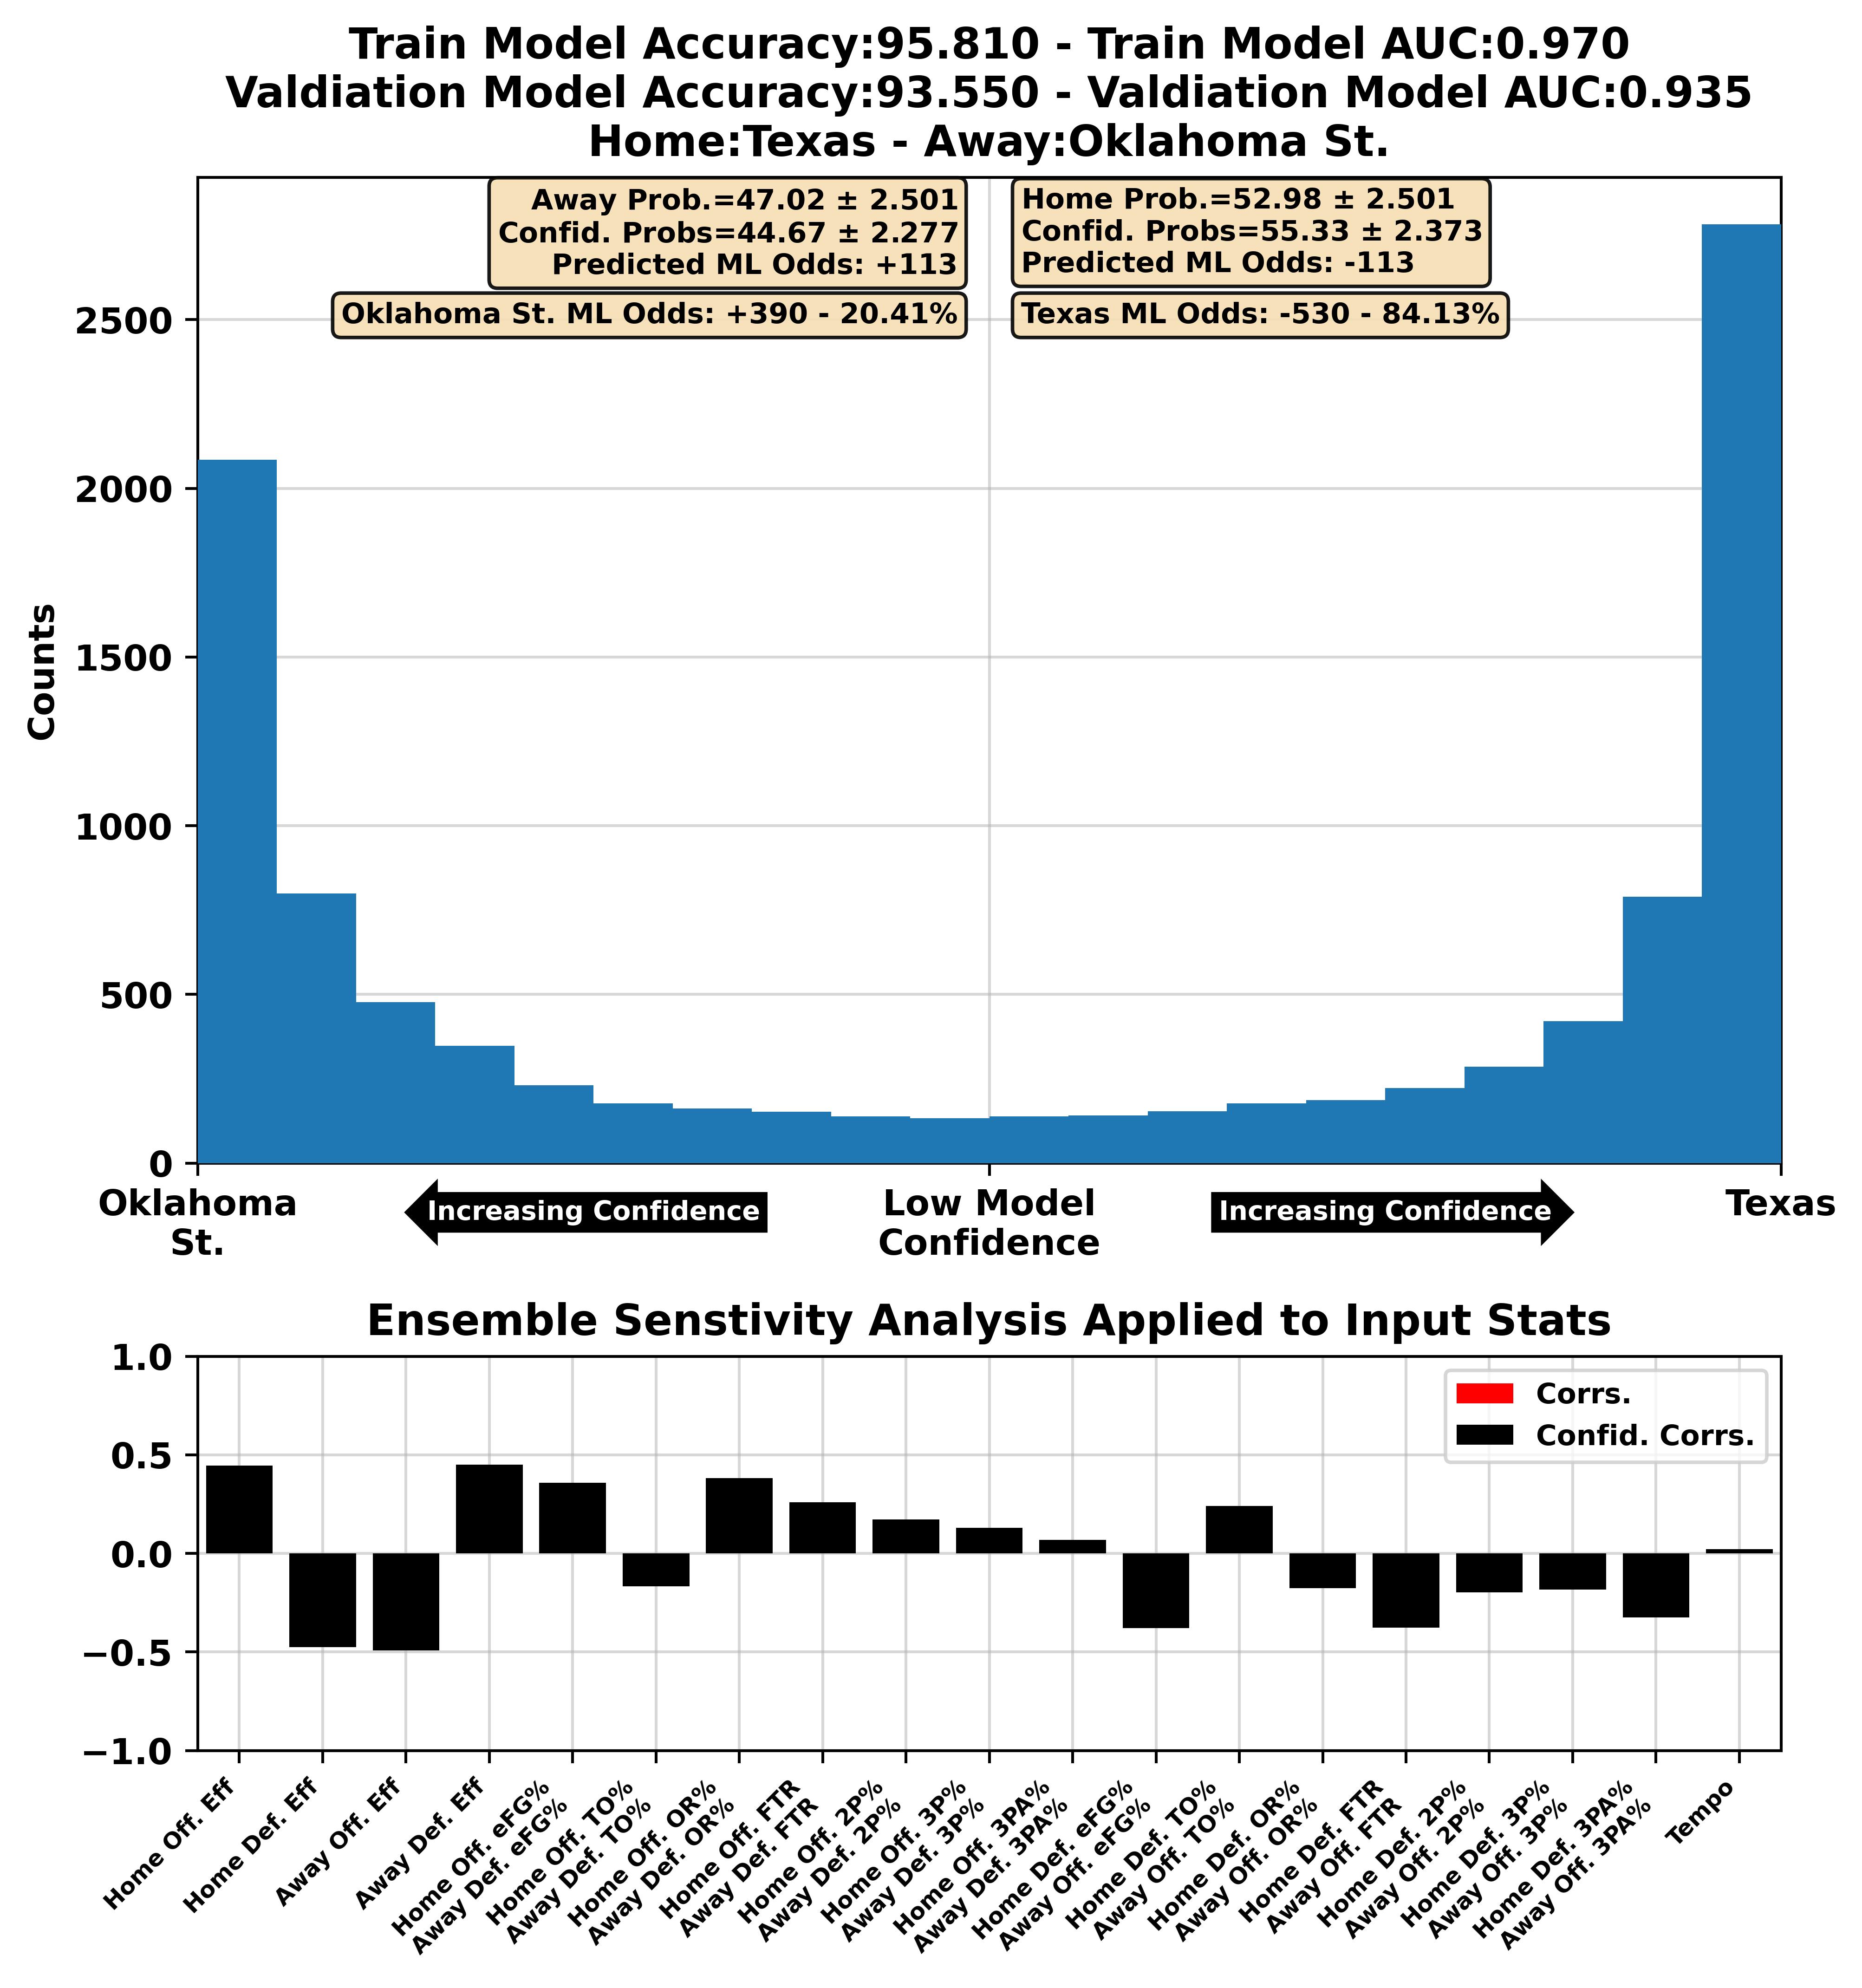 Train Model Accuracy:95.810 - Train Model AUC:0.970
Valdiation Model Accuracy:93.550 - Valdiation Model AUC:0.935
Home:Texas - Away:Oklahoma St.
Away Prob.=47.02 ± 2.501
Confid. Probs=44.67 ± 2.277
Predicted ML Odds: +113
Home Prob.=52.98 ± 2.501
Confid. Probs=55.33 ± 2.373
Predicted ML Odds: -113
Oklahoma St. ML Odds: +390 - 20.41%
Texas ML Odds: -530 - 84.13%
Counts
2500
2000
1500
1000
500
0
Oklahoma
St.
Increasing Confidence
Low Model
Confidence
Increasing Confidence
Texas
Ensemble Senstivity Analysis Applied to Input Stats
1.0
0.5
0.0
−0.5
−1.0
Corrs.
Confid. Corrs.
Home Off. Eff
Home Def. Eff
Away Off. Eff
Away Def. Eff
Home Off. eFG%
Away Def. eFG%
Home Off. TO%
Away Def. TO%
Home Off. OR%
Away Def. OR%
Home Off. FTR
Away Def. FTR
Home Off. 2P%
Away Def. 2P%
Home Off. 3P%
Away Def. 3P%
Home Off. 3PA%
Away Def. 3PA%
Home Def. eFG%
Away Off. eFG%
Home Def. TO%
Away Off. TO%
Home Def. OR%
Away Off. OR%
Home Def. FTR
Away Off. FTR
Home Def. 2P%
Away Off. 2P%
Home Def. 3P%
Away Off. 3P%
Home Def. 3PA%
Away Off. 3PA%
Tempo